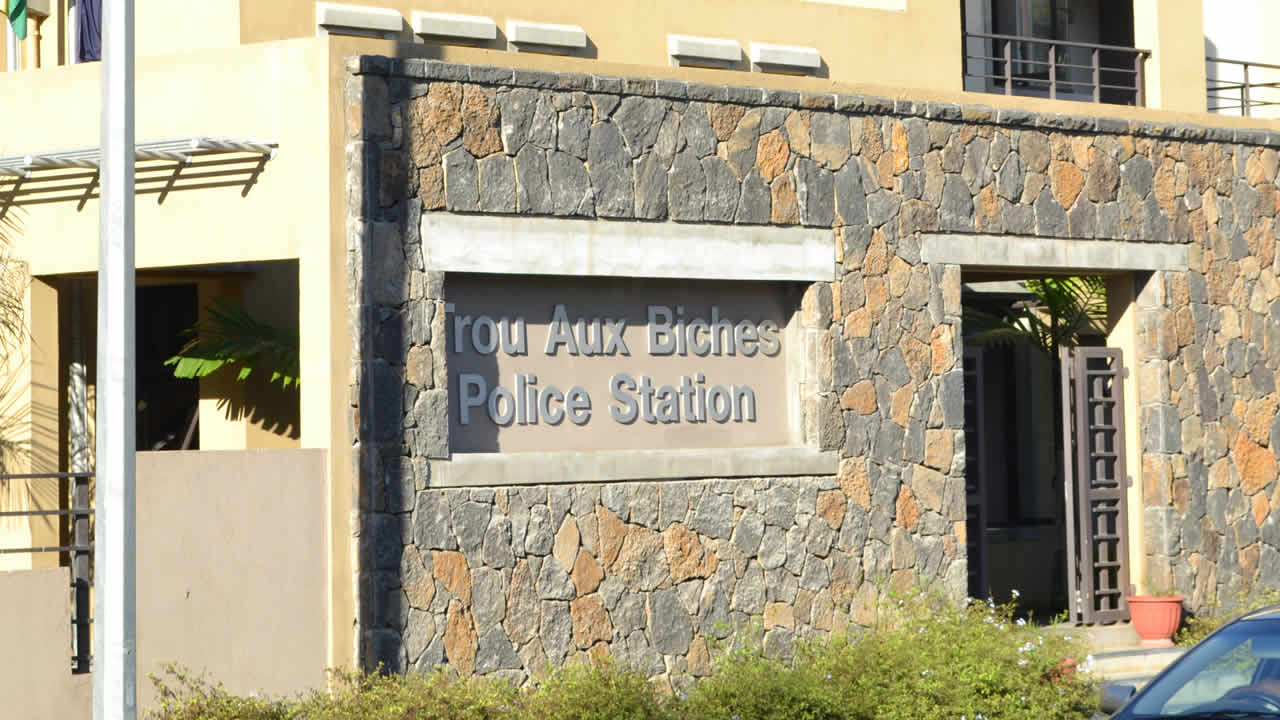 Trou Aux Biches
Police Station